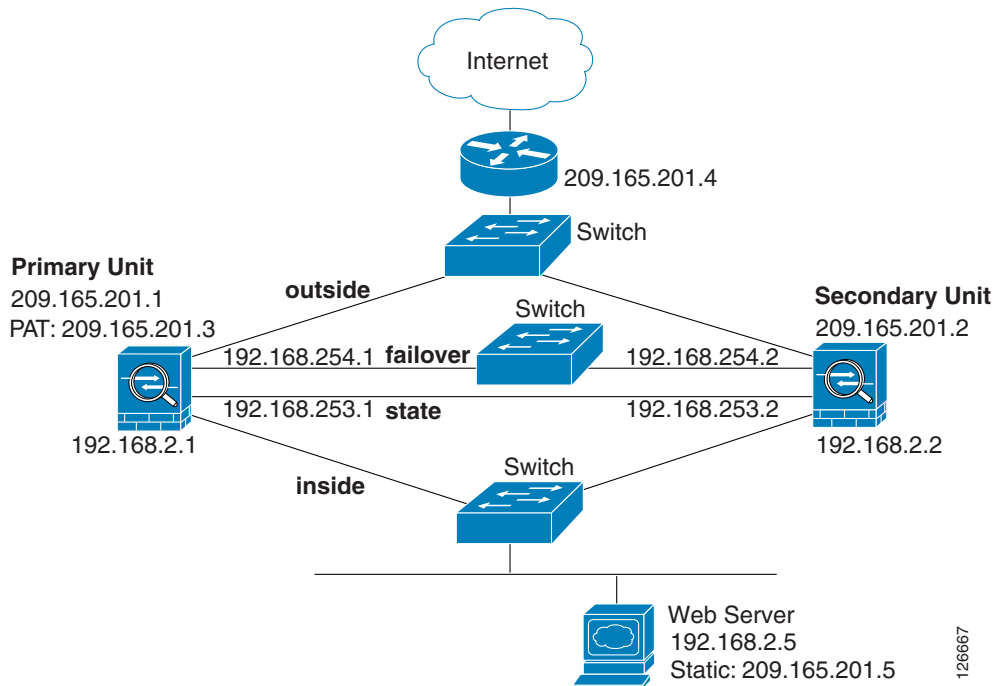 Internet
209.165.201.4
Switch
Primary Unit
209.165.201.1
PAT: 209.165.201.3
outside
Secondary Unit
209.165.201.2
Switch
192.168.254.1
failover
192.168.254.2
192.168.253.1
state
192.168.253.2
192.168.2.1
192.168.2.2
inside
Switch
Web Server
192.168.2.5
Static: 209.165.201.5
126667